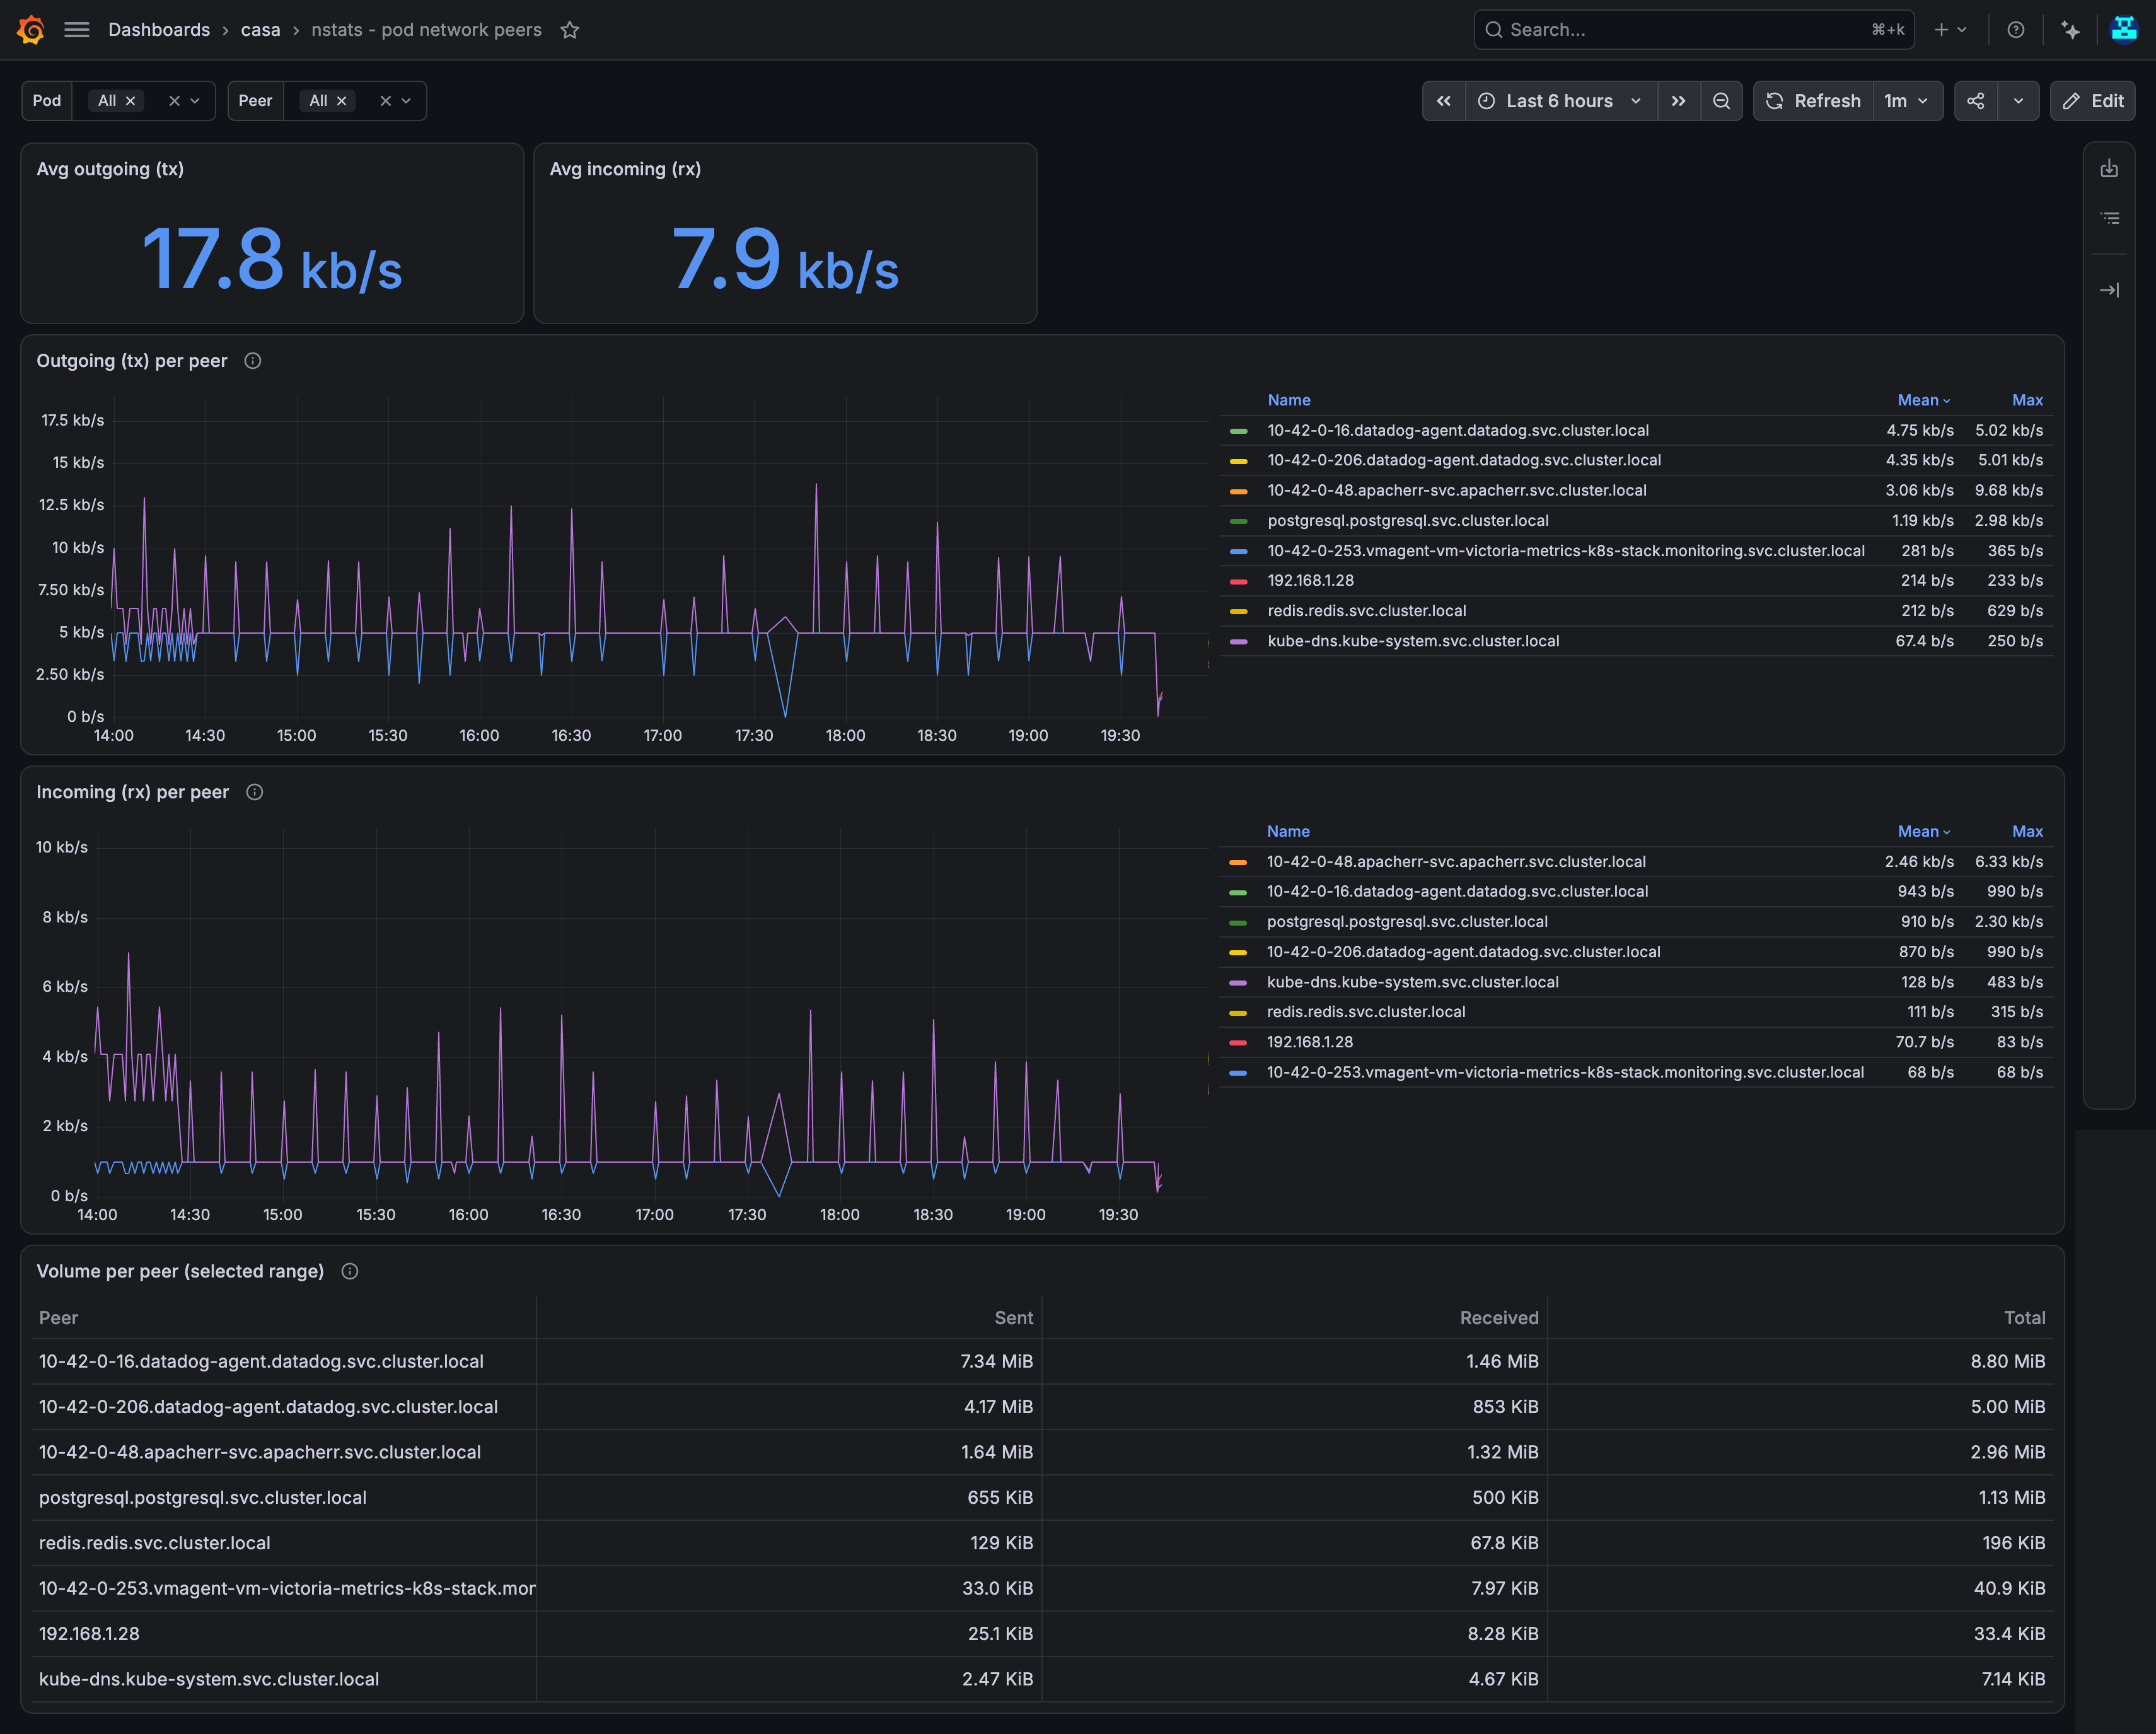 Dashboards › casa › nstats - pod network peers
Search... ⌘+k
Pod All Peer All
Last 6 hours Refresh 1m Edit
Avg outgoing (tx)
17.8 kb/s
Avg incoming (rx)
7.9 kb/s
Outgoing (tx) per peer
17.5 kb/s
15 kb/s
12.5 kb/s
10 kb/s
7.50 kb/s
5 kb/s
2.50 kb/s
0 b/s
14:00 14:30 15:00 15:30 16:00 16:30 17:00 17:30 18:00 18:30 19:00 19:30
Name Mean Max
10-42-0-16.datadog-agent.datadog.svc.cluster.local 4.75 kb/s 5.02 kb/s
10-42-0-206.datadog-agent.datadog.svc.cluster.local 4.35 kb/s 5.01 kb/s
10-42-0-48.apacherr-svc.apacherr.svc.cluster.local 3.06 kb/s 9.68 kb/s
postgresql.postgresql.svc.cluster.local 1.19 kb/s 2.98 kb/s
10-42-0-253.vmagent-vm-victoria-metrics-k8s-stack.monitoring.svc.cluster.local 281 b/s 365 b/s
192.168.1.28 214 b/s 233 b/s
redis.redis.svc.cluster.local 212 b/s 629 b/s
kube-dns.kube-system.svc.cluster.local 67.4 b/s 250 b/s
Incoming (rx) per peer
10 kb/s
8 kb/s
6 kb/s
4 kb/s
2 kb/s
0 b/s
14:00 14:30 15:00 15:30 16:00 16:30 17:00 17:30 18:00 18:30 19:00 19:30
Name Mean Max
10-42-0-48.apacherr-svc.apacherr.svc.cluster.local 2.46 kb/s 6.33 kb/s
10-42-0-16.datadog-agent.datadog.svc.cluster.local 943 b/s 990 b/s
postgresql.postgresql.svc.cluster.local 910 b/s 2.30 kb/s
10-42-0-206.datadog-agent.datadog.svc.cluster.local 870 b/s 990 b/s
kube-dns.kube-system.svc.cluster.local 128 b/s 483 b/s
redis.redis.svc.cluster.local 111 b/s 315 b/s
192.168.1.28 70.7 b/s 83 b/s
10-42-0-253.vmagent-vm-victoria-metrics-k8s-stack.monitoring.svc.cluster.local 68 b/s 68 b/s
Volume per peer (selected range)
Peer Sent Received Total
10-42-0-16.datadog-agent.datadog.svc.cluster.local 7.34 MiB 1.46 MiB 8.80 MiB
10-42-0-206.datadog-agent.datadog.svc.cluster.local 4.17 MiB 853 KiB 5.00 MiB
10-42-0-48.apacherr-svc.apacherr.svc.cluster.local 1.64 MiB 1.32 MiB 2.96 MiB
postgresql.postgresql.svc.cluster.local 655 KiB 500 KiB 1.13 MiB
redis.redis.svc.cluster.local 129 KiB 67.8 KiB 196 KiB
10-42-0-253.vmagent-vm-victoria-metrics-k8s-stack.mon 33.0 KiB 7.97 KiB 40.9 KiB
192.168.1.28 25.1 KiB 8.28 KiB 33.4 KiB
kube-dns.kube-system.svc.cluster.local 2.47 KiB 4.67 KiB 7.14 KiB